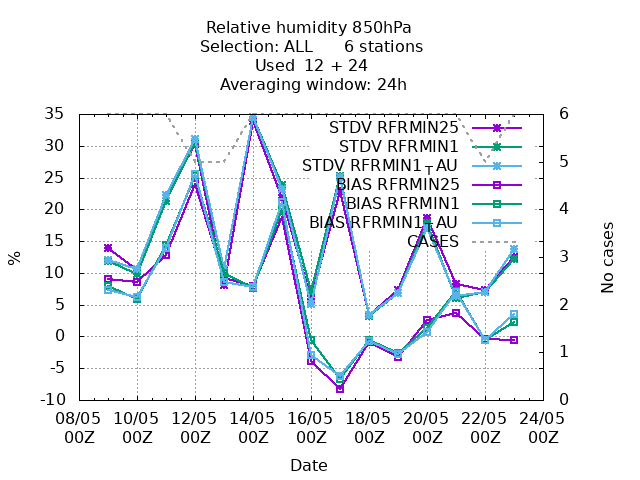 Relative humidity 850hPa
Selection: ALL 6 stations
Used 12 + 24
Averaging window: 24h
35
30
25
20
15
10
5
0
-5
-10
%
6
5
4
3
2
1
0
No cases
STDV RFRMIN25
STDV RFRMIN1
STDV RFRMIN1TAU
BIAS RFRMIN25
BIAS RFRMIN1
BIAS RFRMIN1TAU
CASES
08/05 10/05 12/05 14/05 16/05 18/05 20/05 22/05 24/05
00Z 00Z 00Z 00Z 00Z 00Z 00Z 00Z 00Z
Date